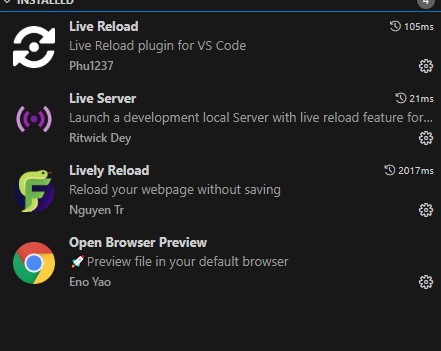 INSTALLED
4
Live Reload
105ms
Live Reload plugin for VS Code
Phu1237
Live Server
21ms
Launch a development local Server with live reload feature for...
Ritwick Dey
Lively Reload
2017ms
Reload your webpage without saving
Nguyen Tr
Open Browser Preview
🚀 Preview file in your default browser
Eno Yao